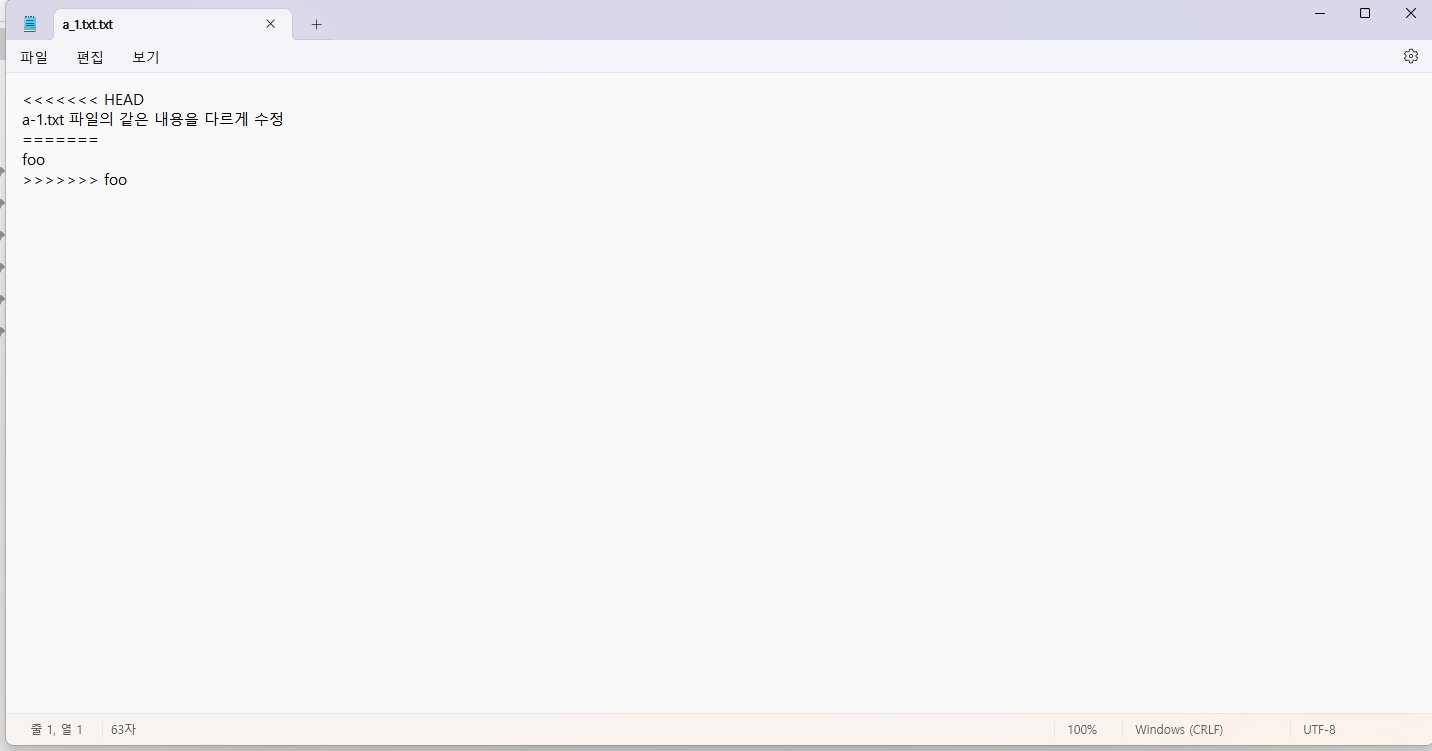 a_1.txt.txt
파일 편집 보기
<<<<<<< HEAD
a-1.txt 파일의 같은 내용을 다르게 수정
=======
foo
>>>>>>> foo
줄 1, 열 1 63자 100% Windows (CRLF) UTF-8